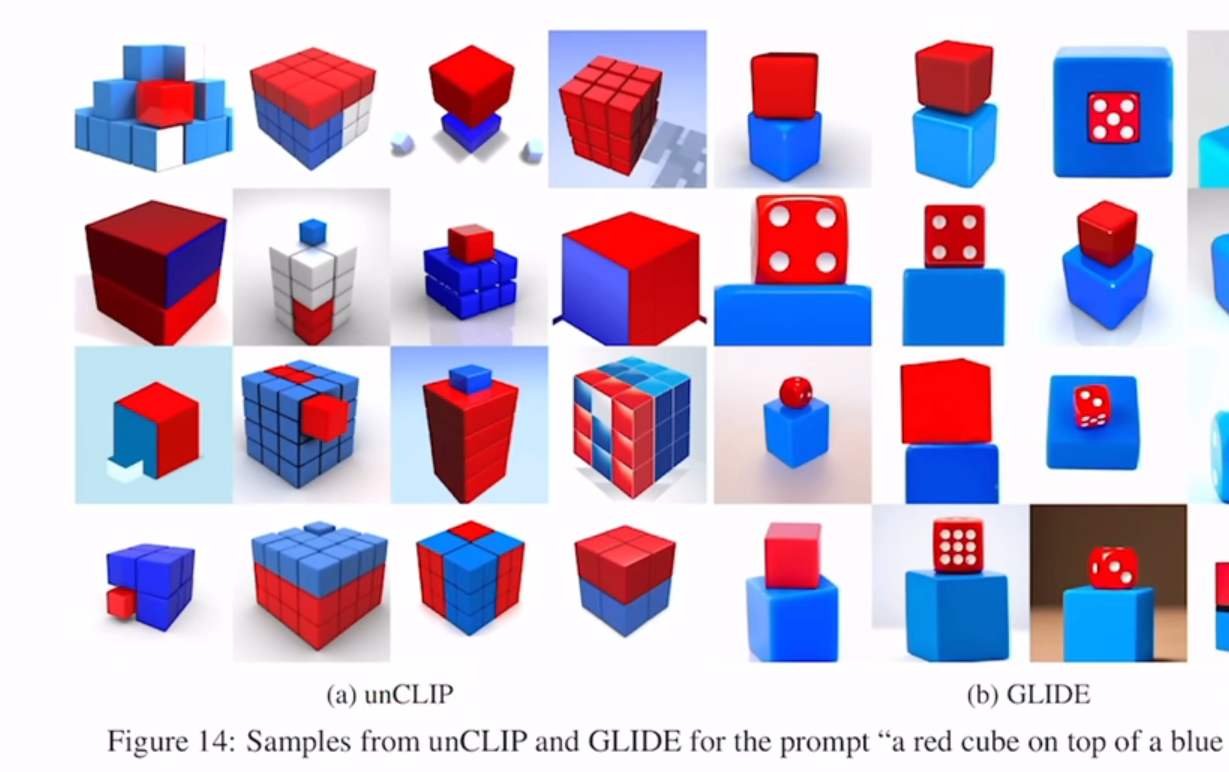 (a) unCLIP
(b) GLIDE
Figure 14: Samples from unCLIP and GLIDE for the prompt “a red cube on top of a blue